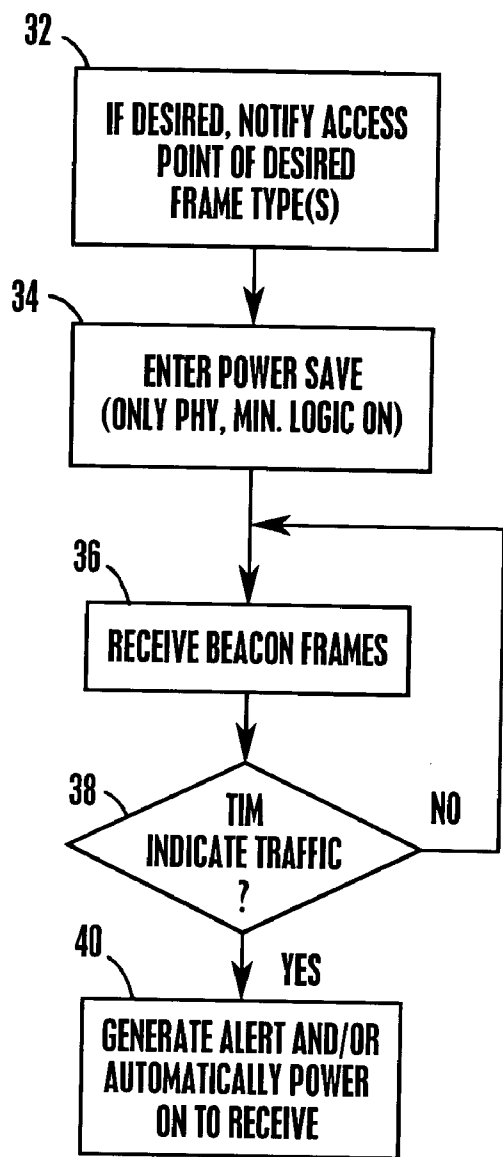 32
IF DESIRED, NOTIFY ACCESS
POINT OF DESIRED
FRAME TYPE(S)
34
ENTER POWER SAVE
(ONLY PHY, MIN. LOGIC ON)
36
RECEIVE BEACON FRAMES
38
TIM
INDICATE TRAFFIC
?
NO
YES
40
GENERATE ALERT AND/OR
AUTOMATICALLY POWER
ON TO RECEIVE